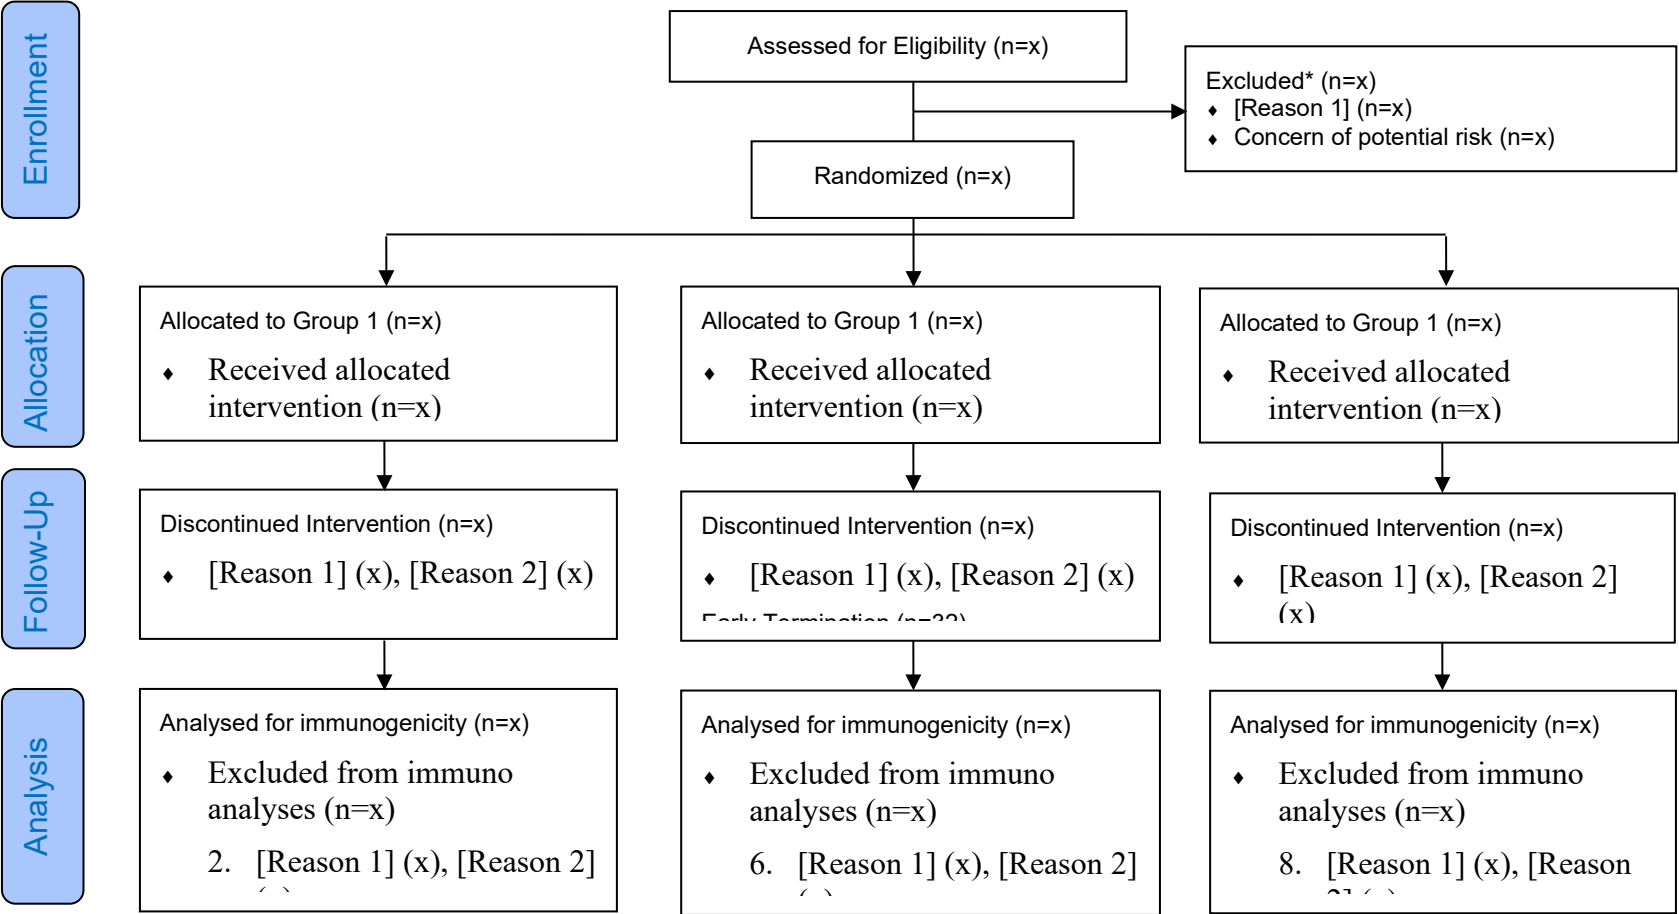 Enrollment
Assessed for Eligibility (n=x)
Excluded* (n=x)
♦ [Reason 1] (n=x)
♦ Concern of potential risk (n=x)
Randomized (n=x)
Allocation
Allocated to Group 1 (n=x)
♦ Received allocated
intervention (n=x)
Allocated to Group 1 (n=x)
♦ Received allocated
intervention (n=x)
Allocated to Group 1 (n=x)
♦ Received allocated
intervention (n=x)
Follow-Up
Discontinued Intervention (n=x)
♦ [Reason 1] (x), [Reason 2] (x)
Discontinued Intervention (n=x)
♦ [Reason 1] (x), [Reason 2] (x)
Early Termination (n=32)
Discontinued Intervention (n=x)
♦ [Reason 1] (x), [Reason 2]
(x)
Analysis
Analysed for immunogenicity (n=x)
♦ Excluded from immuno
analyses (n=x)
2. [Reason 1] (x), [Reason 2]
Analysed for immunogenicity (n=x)
♦ Excluded from immuno
analyses (n=x)
6. [Reason 1] (x), [Reason 2]
Analysed for immunogenicity (n=x)
♦ Excluded from immuno
analyses (n=x)
8. [Reason 1] (x), [Reason